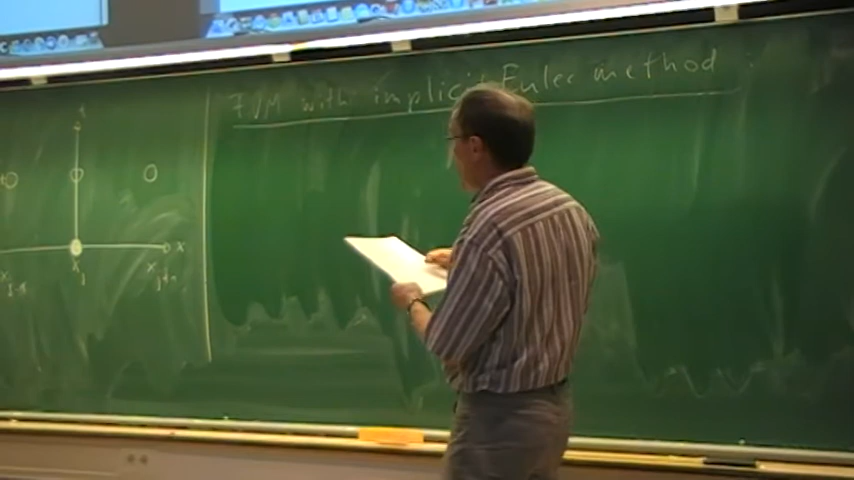 FVM with implicit Euler method
x
x j-1
x j
x j+1